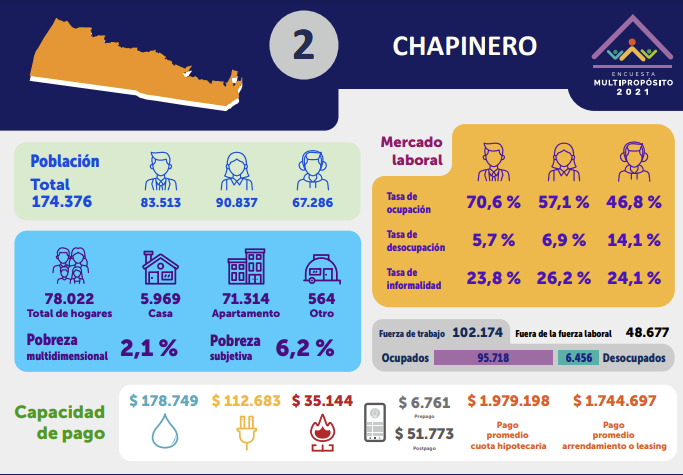 2
CHAPINERO
ENCUESTA
MULTIPROPÓSITO
2021
Población
Total
174.376
83.513
90.837
67.286
Mercado
laboral
Tasa de
ocupación
70,6 %
57,1 %
46,8 %
Tasa de
desocupación
5,7 %
6,9 %
14,1 %
Tasa de
informalidad
23,8 %
26,2 %
24,1 %
78.022
Total de hogares
5.969
Casa
71.314
Apartamento
564
Otro
Pobreza
multidimensional
2,1 %
Pobreza
subjetiva
6,2 %
Fuerza de trabajo 102.174
Fuera de la fuerza laboral 48.677
Ocupados 95.718 6.456 Desocupados
Capacidad
de pago
$ 178.749
$ 112.683
$ 35.144
$ 6.761
Prepago
$ 51.773
Postpago
$ 1.979.198
Pago
promedio
cuota hipotecaria
$ 1.744.697
Pago
promedio
arrendamiento o leasing